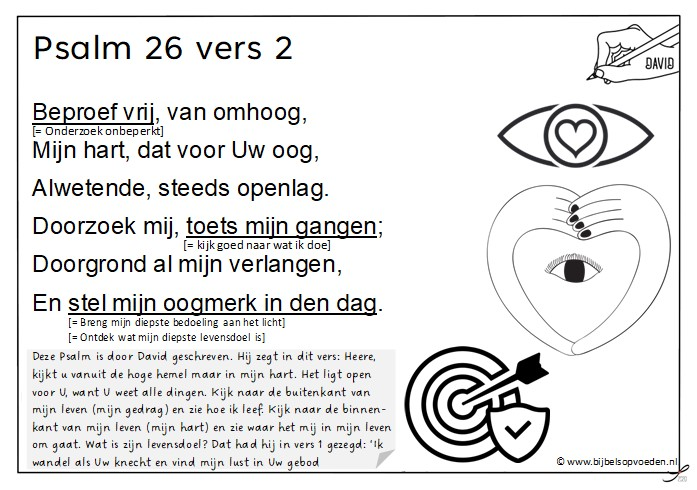 Psalm 26 vers 2
DAVID
Beproef vrij, van omhoog,
[= Onderzoek onbeperkt]
Mijn hart, dat voor Uw oog,
Alwetende, steeds openlag.
Doorzoek mij, toets mijn gangen;
[= kijk goed naar wat ik doe]
Doorgrond al mijn verlangen,
En stel mijn oogmerk in den dag.
[= Breng mijn diepste bedoeling aan het licht]
[= Ontdek wat mijn diepste levensdoel is]
Deze Psalm is door David geschreven. Hij zegt in dit vers: Heere,
kijkt u vanuit de hoge hemel maar in mijn hart. Het ligt open
voor U, want U weet alle dingen. Kijk naar de buitenkant van
mijn leven (mijn gedrag) en zie hoe ik leef. Kijk naar de binnen-
kant van mijn leven (mijn hart) en zie waar het mij in mijn leven
om gaat. Wat is zijn levensdoel? Dat had hij in vers 1 gezegd: 'Ik
wandel als Uw knecht en vind mijn lust in Uw gebod
© www.bijbelsopvoeden.nl